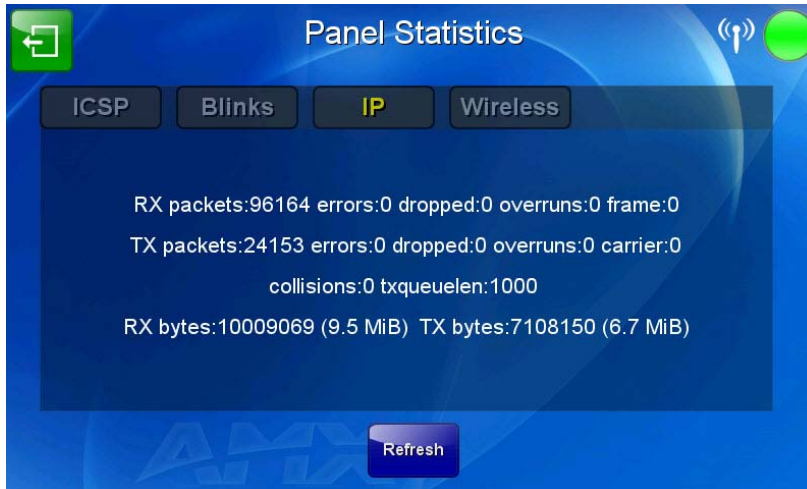 Panel Statistics
ICSP Blinks IP Wireless
RX packets:96164 errors:0 dropped:0 overruns:0 frame:0
TX packets:24153 errors:0 dropped:0 overruns:0 carrier:0
collisions:0 txqueuelen:1000
RX bytes:10009069 (9.5 MiB) TX bytes:7108150 (6.7 MiB)
AMX
Refresh